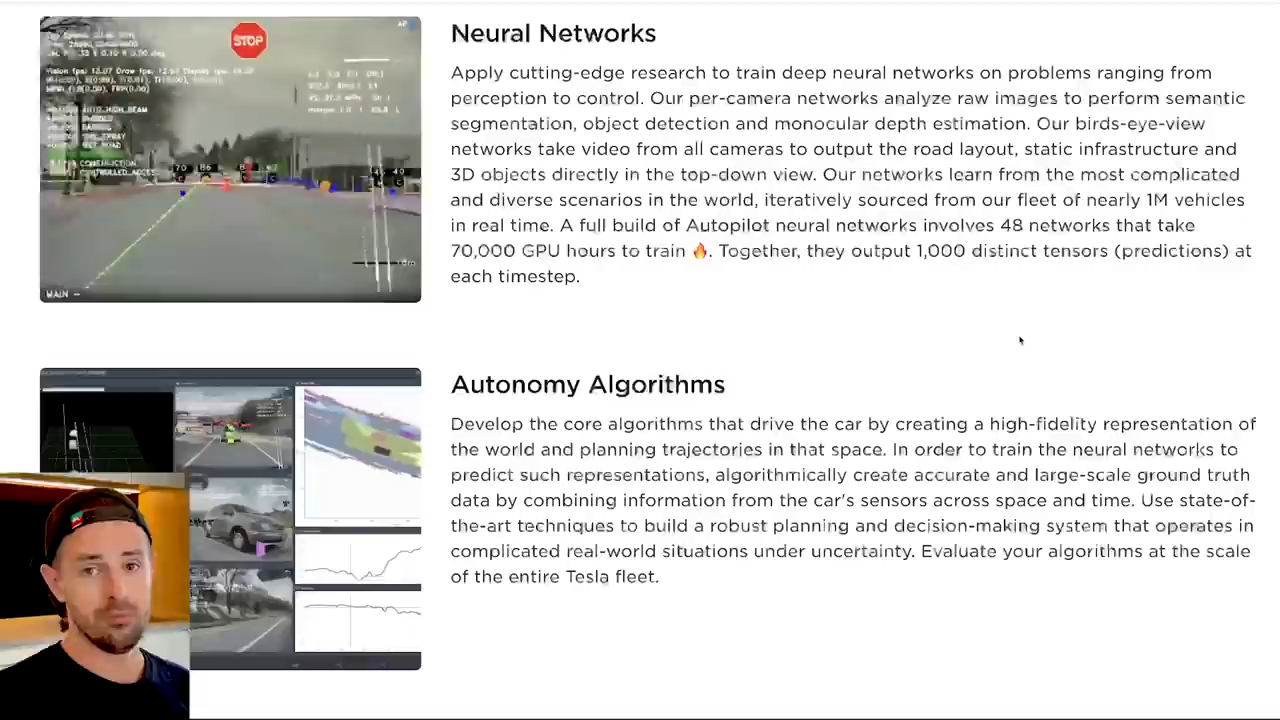 STOP
MAIN
Neural Networks
Apply cutting-edge research to train deep neural networks on problems ranging from
perception to control. Our per-camera networks analyze raw images to perform semantic
segmentation, object detection and monocular depth estimation. Our birds-eye-view
networks take video from all cameras to output the road layout, static infrastructure and
3D objects directly in the top-down view. Our networks learn from the most complicated
and diverse scenarios in the world, iteratively sourced from our fleet of nearly 1M vehicles
in real time. A full build of Autopilot neural networks involves 48 networks that take
70,000 GPU hours to train 🔥. Together, they output 1,000 distinct tensors (predictions) at
each timestep.
Autonomy Algorithms
Develop the core algorithms that drive the car by creating a high-fidelity representation of
the world and planning trajectories in that space. In order to train the neural networks to
predict such representations, algorithmically create accurate and large-scale ground truth
data by combining information from the car's sensors across space and time. Use state-of-
the-art techniques to build a robust planning and decision-making system that operates in
complicated real-world situations under uncertainty. Evaluate your algorithms at the scale
of the entire Tesla fleet.